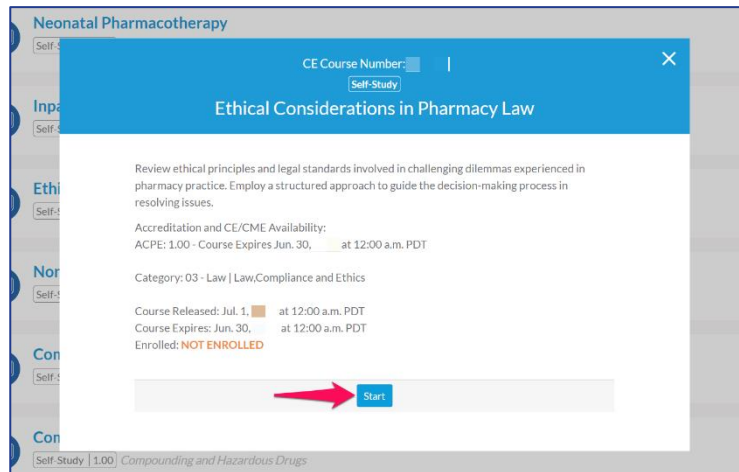 Neonatal Pharmacotherapy
Self-S
CE Course Number:
Self-Study
Ethical Considerations in Pharmacy Law
Inpa
Self-S
Review ethical principles and legal standards involved in challenging dilemmas experienced in
pharmacy practice. Employ a structured approach to guide the decision-making process in
resolving issues.
Ethi
Self-S
Accreditation and CE/CME Availability:
ACPE: 1.00 - Course Expires Jun. 30, at 12:00 a.m. PDT
Nor
Self-S
Category: 03 - Law | Law,Compliance and Ethics
Course Released: Jul. 1, at 12:00 a.m. PDT
Course Expires: Jun. 30, at 12:00 a.m. PDT
Enrolled: NOT ENROLLED
Con
Self-S
Start
Con
Self-Study | 1.00 Compounding and Hazardous Drugs